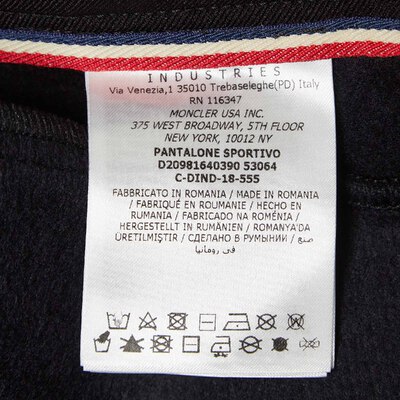 INDUSTRIES
Via Venezia,1 35010 Trebaseleghe(PD) Italy
RN 116347
MONCLER USA INC.
375 WEST BROADWAY, 5TH FLOOR
NEW YORK, 10012 NY
PANTALONE SPORTIVO
D20981640390 53064
C-DIND-18-555
FABBRICATO IN ROMANIA / MADE IN ROMANIA
/ FABRIQUÉ EN ROUMANIE / HECHO EN
RUMANIA / FABRICADO NA ROMÉNIA /
HERGESTELLT IN RUMÄNIEN / ROMANYA'DA
ÜRETILMIŞTIR / СДЕЛАНО В РУМЫНИИ / صنع
في رومانيا